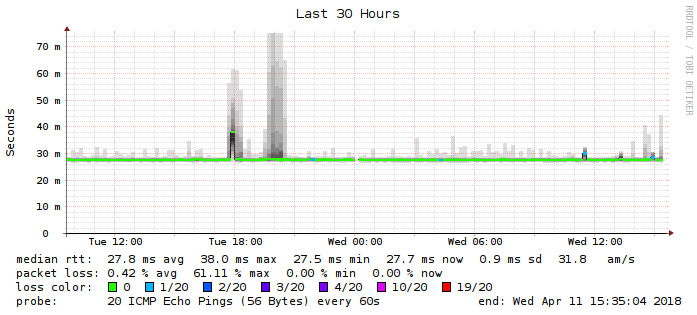 Last 30 Hours
RRDTOOL / TOBI OETIKER
Seconds
70 m
60 m
50 m
40 m
30 m
20 m
10 m
0
Tue 12:00 Tue 18:00 Wed 00:00 Wed 06:00 Wed 12:00
median rtt: 27.8 ms avg 38.0 ms max 27.5 ms min 27.7 ms now 0.9 ms sd 31.8 am/s
packet loss: 0.42 % avg 61.11 % max 0.00 % min 0.00 % now
loss color: 0 1/20 2/20 3/20 4/20 10/20 19/20
probe: 20 ICMP Echo Pings (56 Bytes) every 60s end: Wed Apr 11 15:35:04 2018